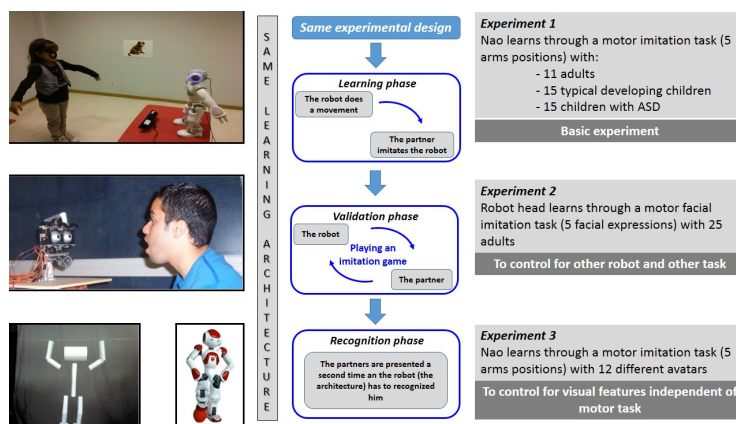 SAME LEARNING ARCHITECTURE
Same experimental design
Learning phase
The robot does
a movement
The partner
imitates the robot
Validation phase
The robot
Playing an
imitation game
The partner
Recognition phase
The partners are presented a
second time an the robot (the
architecture) has to recognized
him
Experiment 1
Nao learns through a motor imitation task (5
arms positions) with:
- 11 adults
- 15 typical developing children
- 15 children with ASD
Basic experiment
Experiment 2
Robot head learns through a motor facial
imitation task (5 facial expressions) with 25
adults
To control for other robot and other task
Experiment 3
Nao learns through a motor imitation task (5
arms positions) with 12 different avatars
To control for visual features independent of
motor task